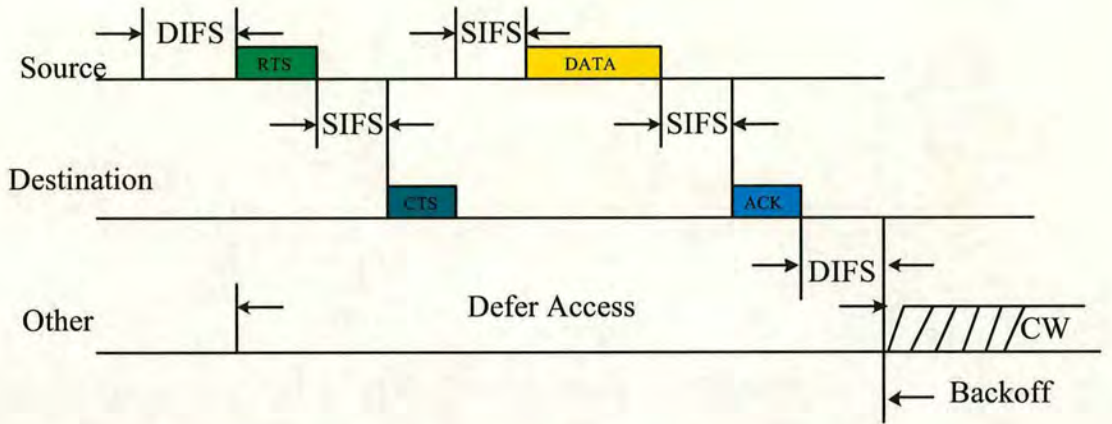 DIFS
SIFS
Source
RTS
DATA
SIFS
SIFS
Destination
CTS
ACK
DIFS
Defer Access
Other
CW
Backoff